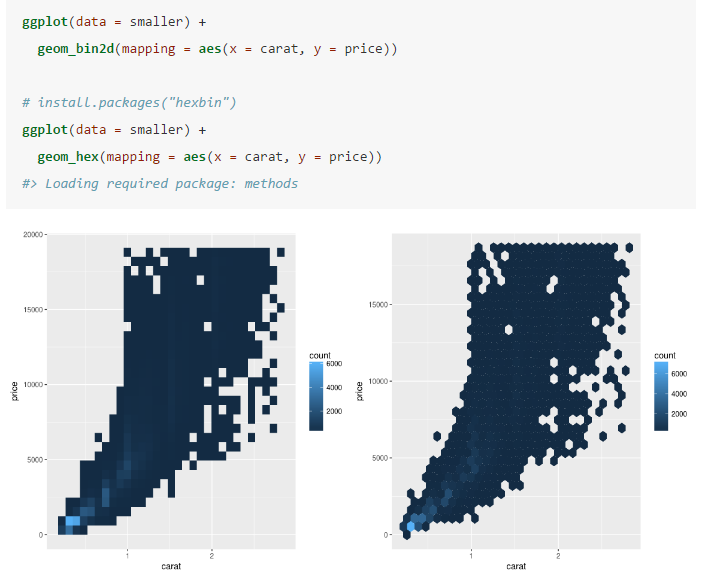 ggplot(data = smaller) +
  geom_bin2d(mapping = aes(x = carat, y = price))
# install.packages("hexbin")
ggplot(data = smaller) +
  geom_hex(mapping = aes(x = carat, y = price))
#> Loading required package: methods
20000
15000
10000
5000
0
price
1 2
carat
count
6000
4000
2000
15000
10000
5000
0
price
1 2
carat
count
6000
4000
2000